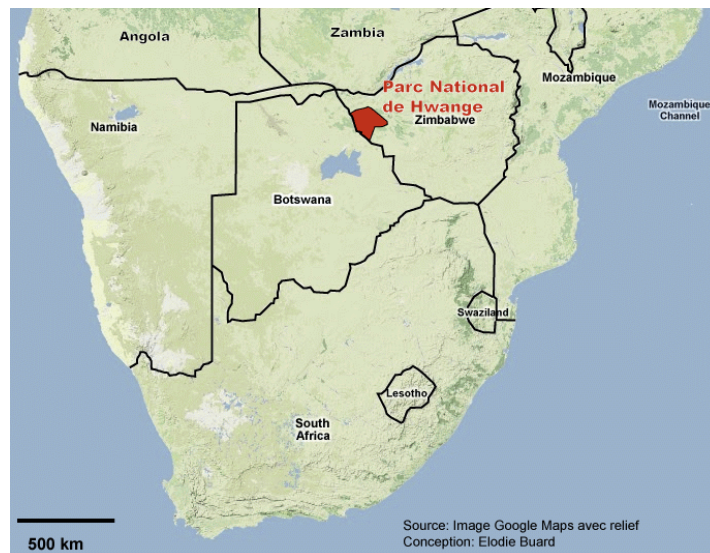 Angola
Zambia
Parc National
de Hwange
Zimbabwe
Mozambique
Mozambique
Channel
Namibia
Botswana
Swaziland
Lesotho
South
Africa
500 km
Source: Image Google Maps avec relief
Conception: Elodie Buard